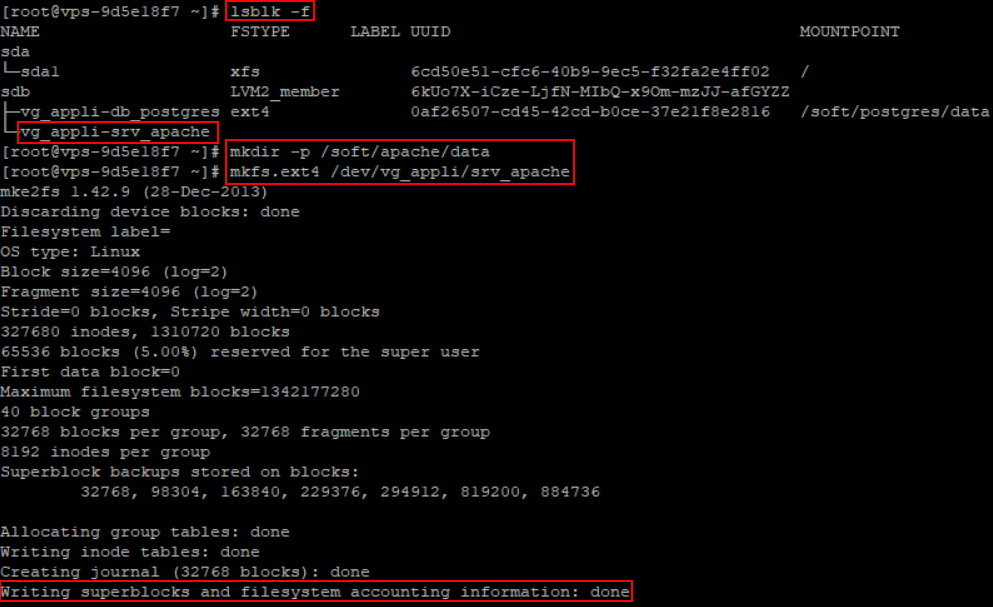 [root@vps-9d5e18f7 ~]# lsblk -f
NAME FSTYPE LABEL UUID MOUNTPOINT
sda
└─sda1 xfs 6cd50e51-cfc6-40b9-9ec5-f32fa2e4ff02 /
sdb LVM2_member 6kUo7X-iCze-LjfN-MIbQ-x9Om-mzJJ-afGYZZ
├─vg_appli-db_postgres ext4 0af26507-cd45-42cd-b0ce-37e21f8e2816 /soft/postgres/data
└─vg_appli-srv_apache
[root@vps-9d5e18f7 ~]# mkdir -p /soft/apache/data
[root@vps-9d5e18f7 ~]# mkfs.ext4 /dev/vg_appli/srv_apache
mke2fs 1.42.9 (28-Dec-2013)
Discarding device blocks: done
Filesystem label=
OS type: Linux
Block size=4096 (log=2)
Fragment size=4096 (log=2)
Stride=0 blocks, Stripe width=0 blocks
327680 inodes, 1310720 blocks
65536 blocks (5.00%) reserved for the super user
First data block=0
Maximum filesystem blocks=1342177280
40 block groups
32768 blocks per group, 32768 fragments per group
8192 inodes per group
Superblock backups stored on blocks:
32768, 98304, 163840, 229376, 294912, 819200, 884736
Allocating group tables: done
Writing inode tables: done
Creating journal (32768 blocks): done
Writing superblocks and filesystem accounting information: done